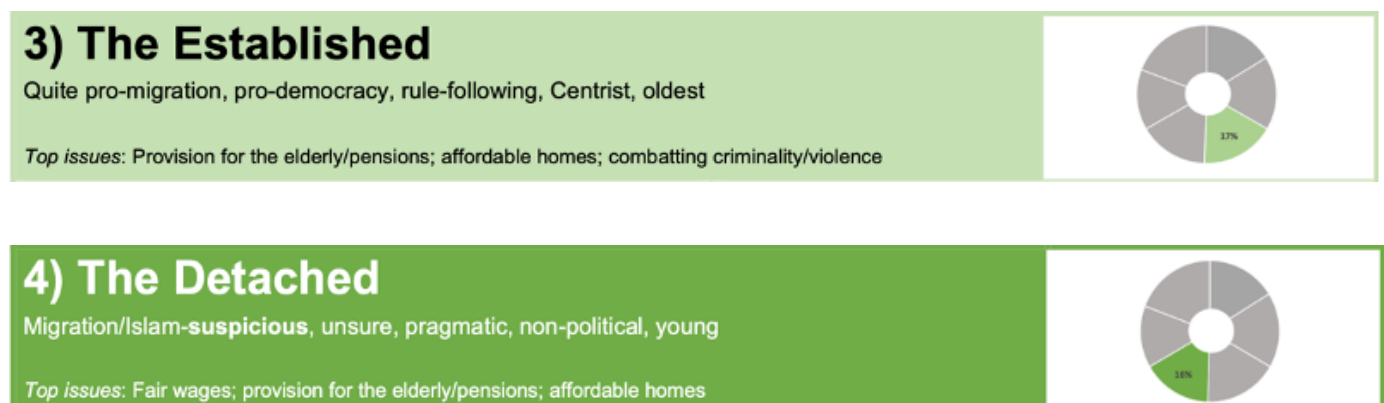 3) The Established
Quite pro-migration, pro-democracy, rule-following, Centrist, oldest
Top issues: Provision for the elderly/pensions; affordable homes; combatting criminality/violence
17%
4) The Detached
Migration/Islam-suspicious, unsure, pragmatic, non-political, young
Top issues: Fair wages; provision for the elderly/pensions; affordable homes
16%